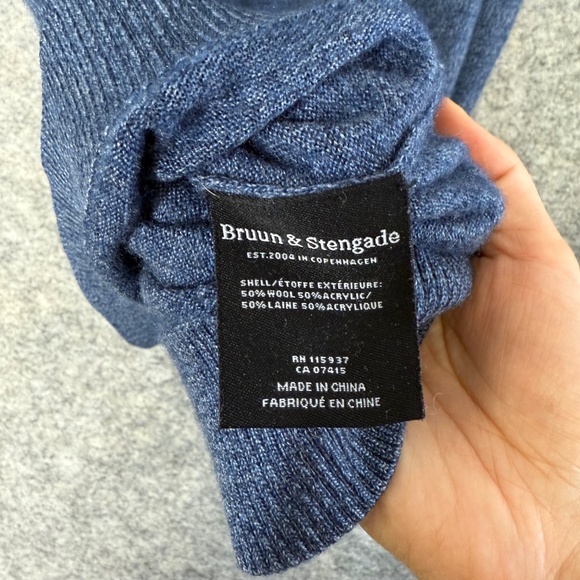 Bruun & Stengade
EST.2004 IN COPENHAGEN
SHELL/ÉTOFFE EXTÉRIEURE:
50% WOOL 50% ACRYLIC/
50% LAINE 50% ACRYLIQUE
RN 115937
CA 07415
MADE IN CHINA
FABRIQUÉ EN CHINE